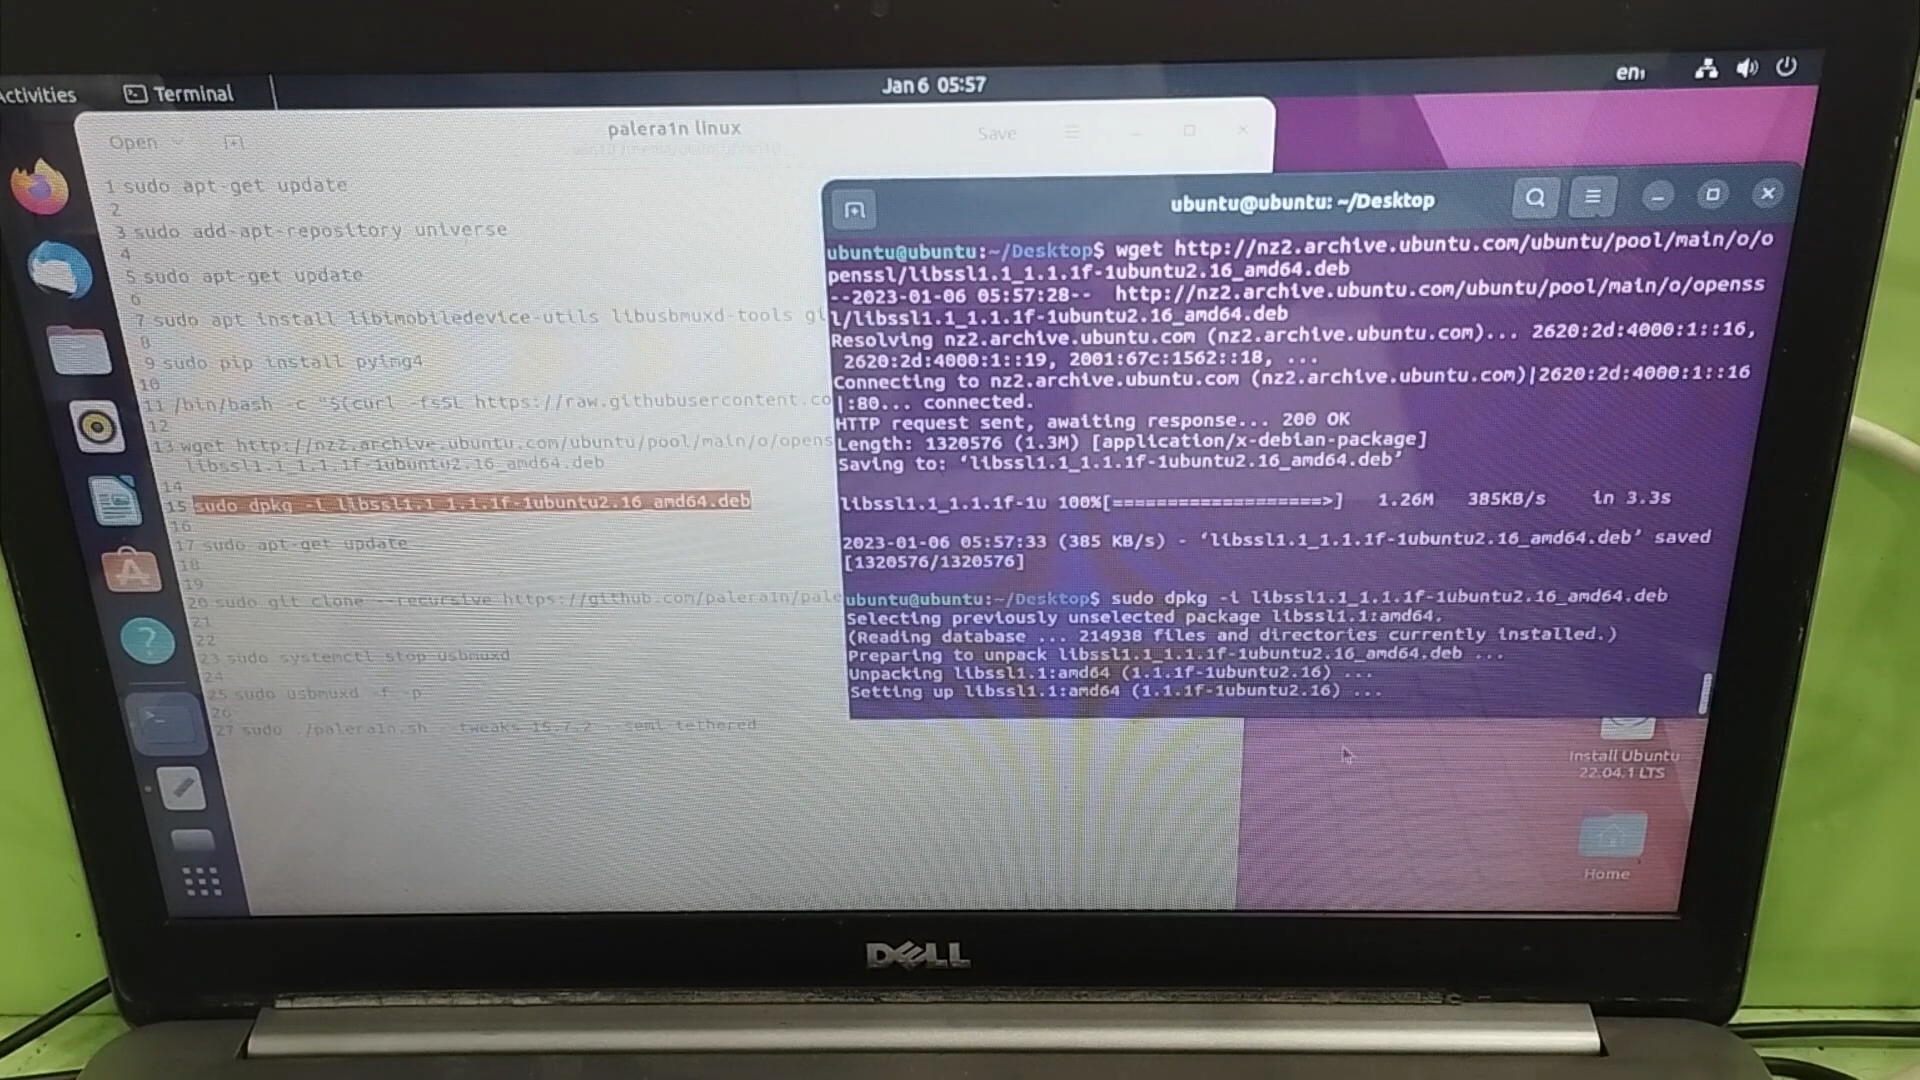 Activities
Terminal
Jan 6 05:57
en1
Open
palera1n linux
Save
1 sudo apt-get update
2
3 sudo add-apt-repository universe
4
5 sudo apt-get update
6
7 sudo apt install libimobiledevice-utils libusbmuxd-tools gi
8
9 sudo pip install pyimg4
10
11 /bin/bash -c "$(curl -fsSL https://raw.githubusercontent.co
12
13 wget http://nz2.archive.ubuntu.com/ubuntu/pool/main/o/opens
libssl1.1_1.1.1f-1ubuntu2.16_amd64.deb
14
15 sudo dpkg -i libssl1.1_1.1.1f-1ubuntu2.16_amd64.deb
16
17 sudo apt-get update
18
19
20 sudo git clone --recursive https://github.com/palera1n/pale
21
22
23 sudo systemctl stop usbmuxd
24
25 sudo usbmuxd -f -p
26
27 sudo ./palera1n.sh --tweaks 15.7.2 --semi-tethered
ubuntu@ubuntu: ~/Desktop
ubuntu@ubuntu:~/Desktop$ wget http://nz2.archive.ubuntu.com/ubuntu/pool/main/o/o
penssl/libssl1.1_1.1.1f-1ubuntu2.16_amd64.deb
--2023-01-06 05:57:28-- http://nz2.archive.ubuntu.com/ubuntu/pool/main/o/openss
l/libssl1.1_1.1.1f-1ubuntu2.16_amd64.deb
Resolving nz2.archive.ubuntu.com (nz2.archive.ubuntu.com)... 2620:2d:4000:1::16,
2620:2d:4000:1::19, 2001:67c:1562::18, ...
Connecting to nz2.archive.ubuntu.com (nz2.archive.ubuntu.com)|2620:2d:4000:1::16
|:80... connected.
HTTP request sent, awaiting response... 200 OK
Length: 1320576 (1.3M) [application/x-debian-package]
Saving to: ‘libssl1.1_1.1.1f-1ubuntu2.16_amd64.deb’
libssl1.1_1.1.1f-1u 100%[===================>] 1.26M 385KB/s in 3.3s
2023-01-06 05:57:33 (385 KB/s) - ‘libssl1.1_1.1.1f-1ubuntu2.16_amd64.deb’ saved
[1320576/1320576]
ubuntu@ubuntu:~/Desktop$ sudo dpkg -i libssl1.1_1.1.1f-1ubuntu2.16_amd64.deb
Selecting previously unselected package libssl1.1:amd64.
(Reading database ... 214938 files and directories currently installed.)
Preparing to unpack libssl1.1_1.1.1f-1ubuntu2.16_amd64.deb ...
Unpacking libssl1.1:amd64 (1.1.1f-1ubuntu2.16) ...
Setting up libssl1.1:amd64 (1.1.1f-1ubuntu2.16) ...
Install Ubuntu
22.04.1 LTS
Home
DELL